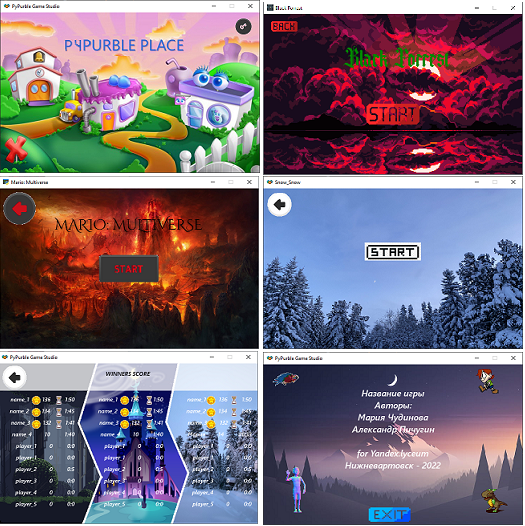 PyPurble Game Studio
PЧPURBLE PLACE
Black Forrest
BACK
Black Forrest
START
Mario: Multiverse
MARIO: MULTIVERSE
START
Snow_Snow
START
PyPurble Game Studio
WINNERS SCORE
name_1 136 1:50 name_1 136 1:50 name_1 136 1:50
name_2 134 1:45 name_2 134 1:45 name_2 134 1:45
name_3 132 1:41 name_3 132 1:41 name_3 132 1:41
name_4 10 1:40 name_4 10 1:40 name_4 10 1:40
player_1 0 0:0 player_1 0 0:0 player_1 0 0:0
player_2 0 0:5 player_2 0 0:5 player_2 0 0:5
player_3 0 0:0 player_3 0 0:0 player_3 0 0:0
player_4 0 0:0 player_4 0 0:0 player_4 0 0:0
player_5 0 0:0 player_5 0 0:0 player_5 0 0:0
PyPurble Game Studio
Название игры
Авторы:
Мария Чудинова
Александр Пичугин
for Yandex.lyceum
Нижневартовск - 2022
EXIT